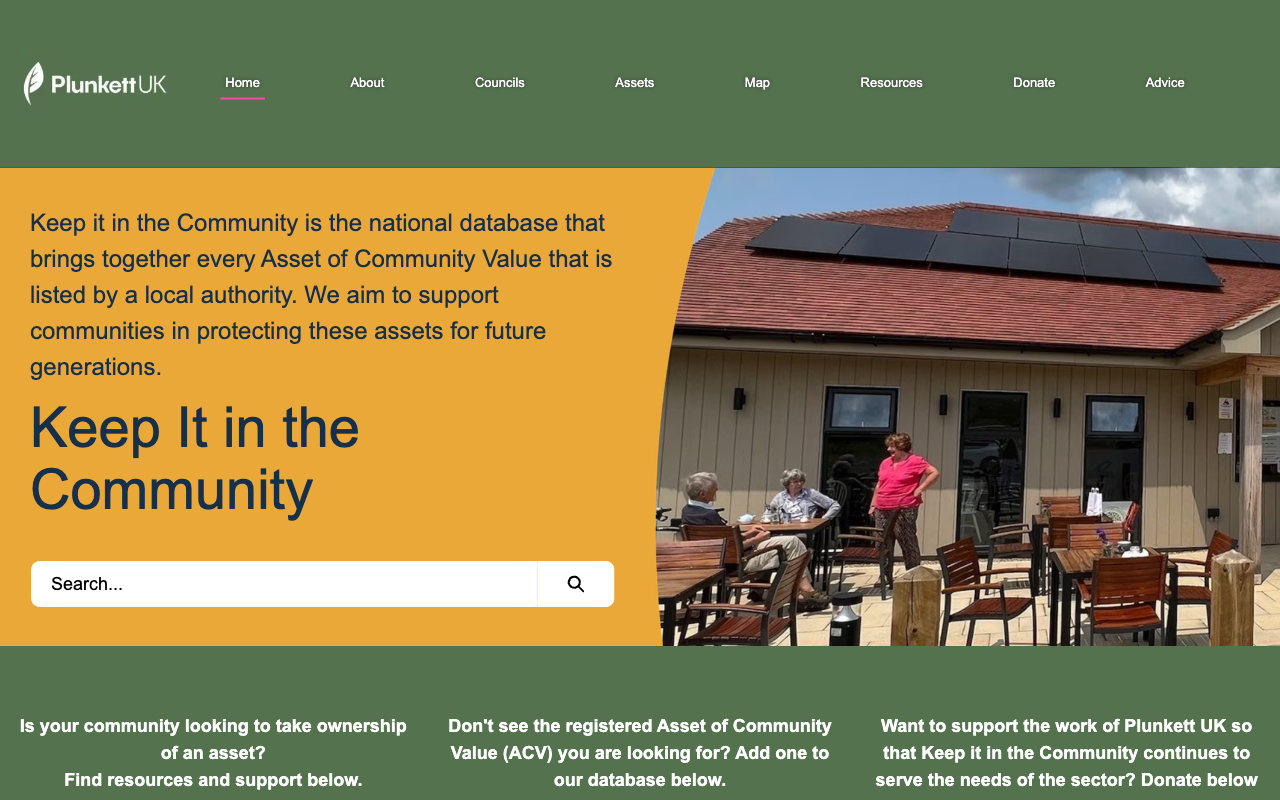 PlunkettUK
Home
About
Councils
Assets
Map
Resources
Donate
Advice
Keep it in the Community is the national database that
brings together every Asset of Community Value that is
listed by a local authority. We aim to support
communities in protecting these assets for future
generations.
Keep It in the
Community
Search...
Is your community looking to take ownership
of an asset?
Find resources and support below.
Don't see the registered Asset of Community
Value (ACV) you are looking for? Add one to
our database below.
Want to support the work of Plunkett UK so
that Keep it in the Community continues to
serve the needs of the sector? Donate below